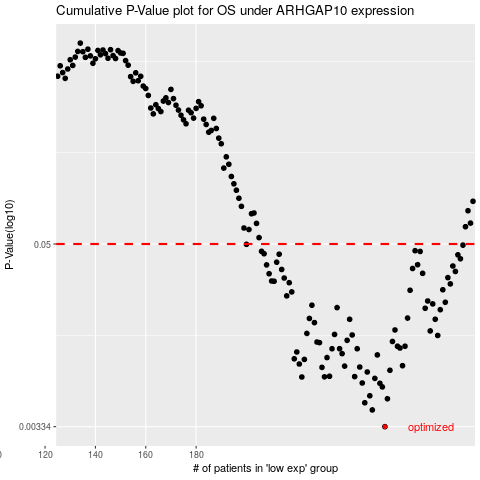 Cumulative P-Value plot for OS under ARHGAP10 expression
P-Value(log10)
0.05
0.00334
optimized
0 120 140 160 180
# of patients in 'low exp' group